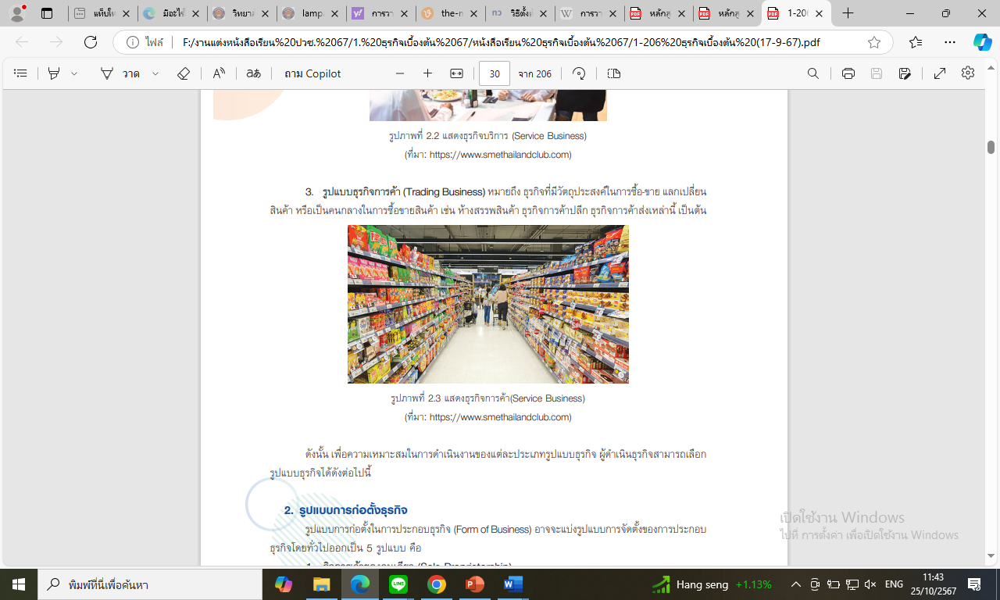 แท็บให
มีอะไรใ
วิทยาส
lampa
การวา
the-n
วิธีตั้งเ
การวา
หลักสู
หลักสู
1-20
ไฟล์ F:/งานแต่งหนังสือเรียน%20ปวช.%2067/1.%20ธุรกิจเบื้องต้น%2067/หนังสือเรียน%20ธุรกิจเบื้องต้น%2067/1-206%20ธุรกิจเบื้องต้น%20(17-9-67).pdf
วาด ถาม Copilot 30 จาก 206
รูปภาพที่ 2.2 แสดงธุรกิจบริการ (Service Business)
(ที่มา: https://www.smethailandclub.com)
3. รูปแบบธุรกิจการค้า (Trading Business) หมายถึง ธุรกิจที่มีวัตถุประสงค์ในการซื้อ-ขาย แลกเปลี่ยน
สินค้า หรือเป็นคนกลางในการซื้อขายสินค้า เช่น ห้างสรรพสินค้า ธุรกิจการค้าปลีก ธุรกิจการค้าส่งเหล่านี้ เป็นต้น
รูปภาพที่ 2.3 แสดงธุรกิจการค้า(Service Business)
(ที่มา: https://www.smethailandclub.com)
ดังนั้น เพื่อความเหมาะสมในการดำเนินงานของแต่ละประเภทรูปแบบธุรกิจ ผู้ดำเนินธุรกิจสามารถเลือก
รูปแบบธุรกิจได้ดังต่อไปนี้
2. รูปแบบการก่อตั้งธุรกิจ
รูปแบบการก่อตั้งในการประกอบธุรกิจ (Form of Business) อาจจะแบ่งรูปแบบการจัดตั้งของการประกอบ
ธุรกิจโดยทั่วไปออกเป็น 5 รูปแบบ คือ
เปิดใช้งาน Windows
ไปที่ การตั้งค่า เพื่อเปิดใช้งาน Windows
พิมพ์ที่นี่เพื่อค้นหา
Hang seng +1.13%
ENG
11:43
25/10/2567